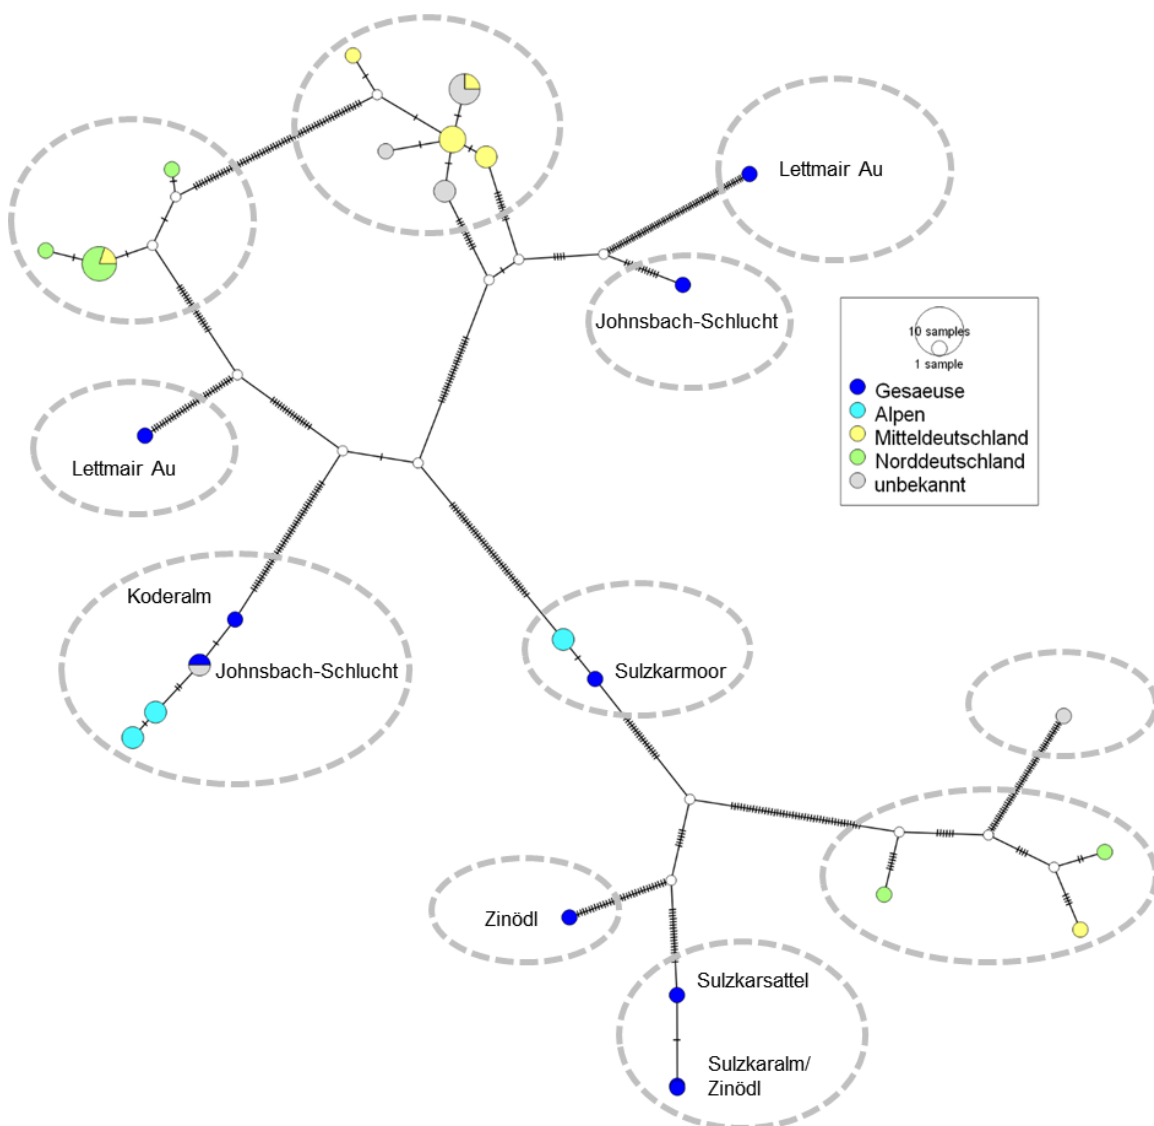 Lettmair Au
Johnsbach-Schlucht
10 samples
1 sample
Gesaeuse
Alpen
Mitteldeutschland
Norddeutschland
unbekannt
Lettmair Au
Koderalm
Johnsbach-Schlucht
Sulzkarmoor
Zinödl
Sulzkarsattel
Sulzkaralm/
Zinödl